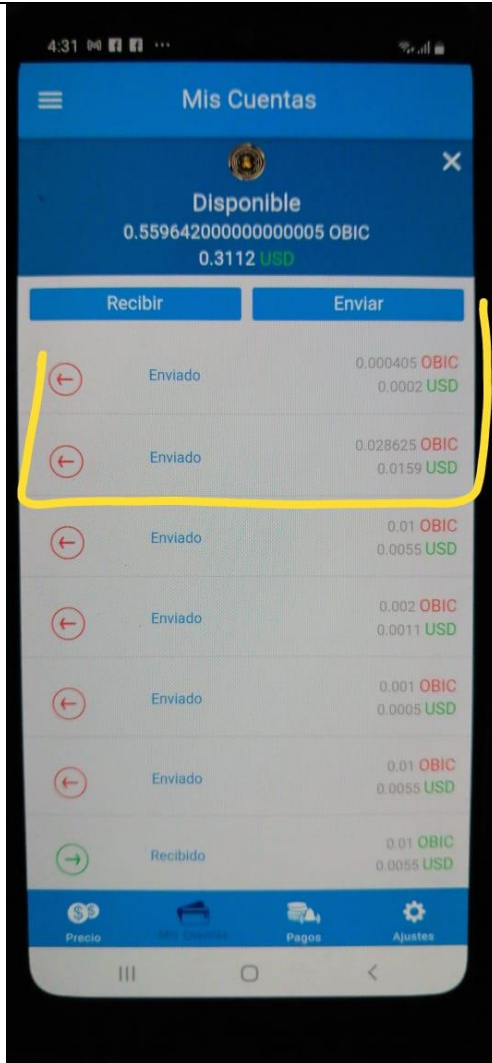 4:31
Mis Cuentas
Disponible
0.559642000000000005 OBIC
0.3112 USD
Recibir Enviar
Enviado 0.000405 OBIC
0.0002 USD
Enviado 0.028625 OBIC
0.0159 USD
Enviado 0.01 OBIC
0.0055 USD
Enviado 0.002 OBIC
0.0011 USD
Enviado 0.001 OBIC
0.0005 USD
Enviado 0.01 OBIC
0.0055 USD
Recibido 0.01 OBIC
0.0055 USD
Precio Mis Cuentas Pagos Ajustes